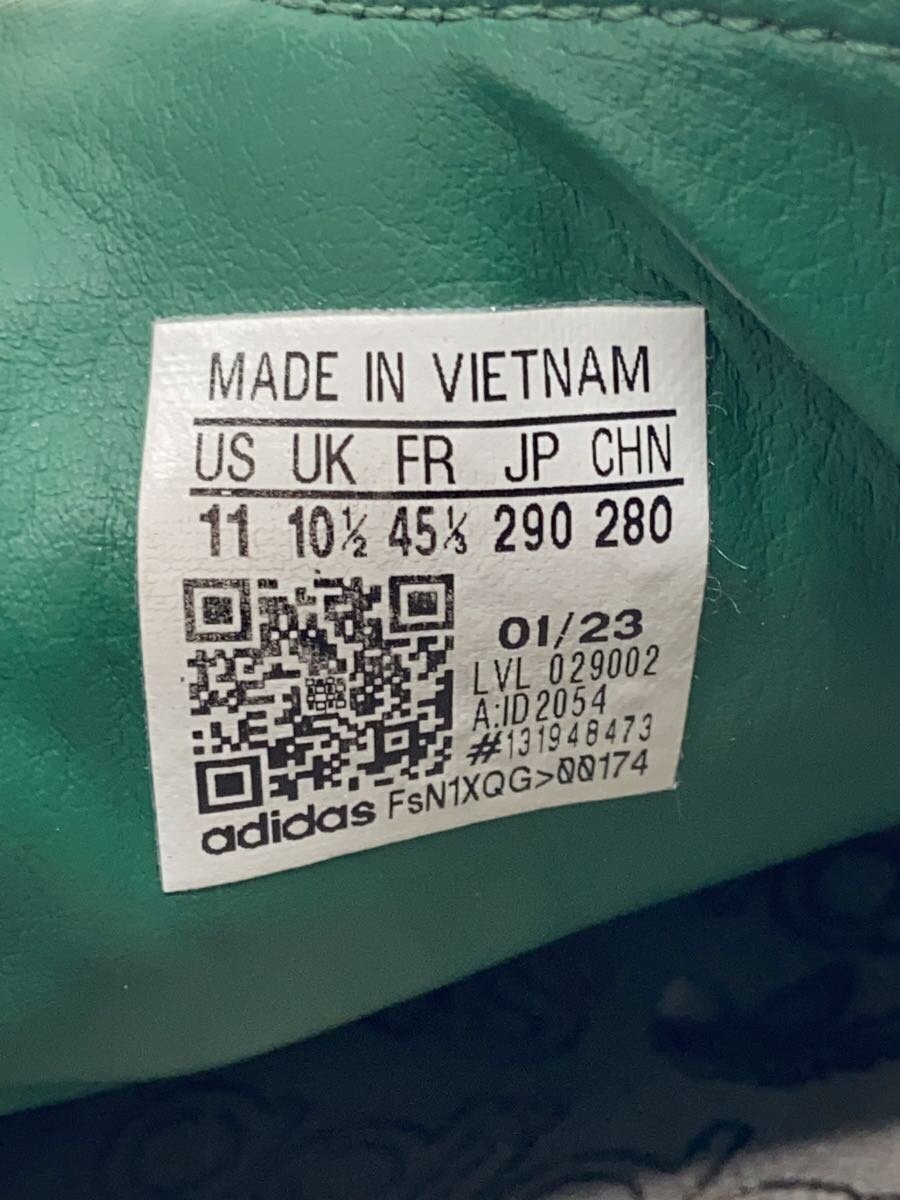 MADE IN VIETNAM
US UK FR JP CHN
11 10½ 45⅓ 290 280
01/23
LVL 029002
A:ID2054
#131948473
adidas FsN1XQG>00174